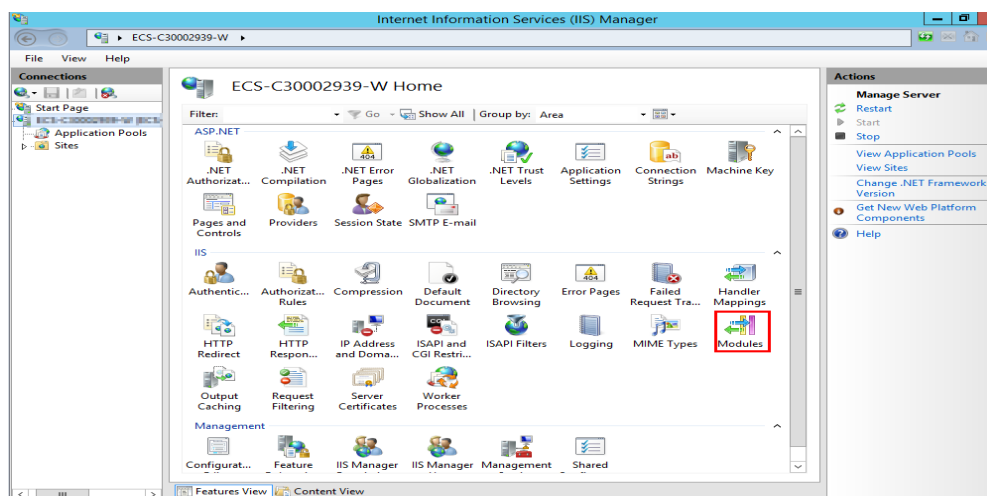 Internet Information Services (IIS) Manager
ECS-C30002939-W
File View Help
Connections
Start Page
Application Pools
Sites
ECS-C30002939-W Home
Filter: Go Show All Group by: Area
ASP.NET
.NET Authorizat...
.NET Compilation
.NET Error Pages
.NET Globalization
.NET Trust Levels
Application Settings
Connection Strings
Machine Key
Pages and Controls
Providers
Session State
SMTP E-mail
IIS
Authentic...
Authorizat... Rules
Compression
Default Document
Directory Browsing
Error Pages
Failed Request Tra...
Handler Mappings
HTTP Redirect
HTTP Respon...
IP Address and Doma...
ISAPI and CGI Restri...
ISAPI Filters
Logging
MIME Types
Modules
Output Caching
Request Filtering
Server Certificates
Worker Processes
Management
Configurat...
Feature
IIS Manager
IIS Manager
Management
Shared
Features View Content View
Actions
Manage Server
Restart
Start
Stop
View Application Pools
View Sites
Change .NET Framework
Version
Get New Web Platform
Components
Help